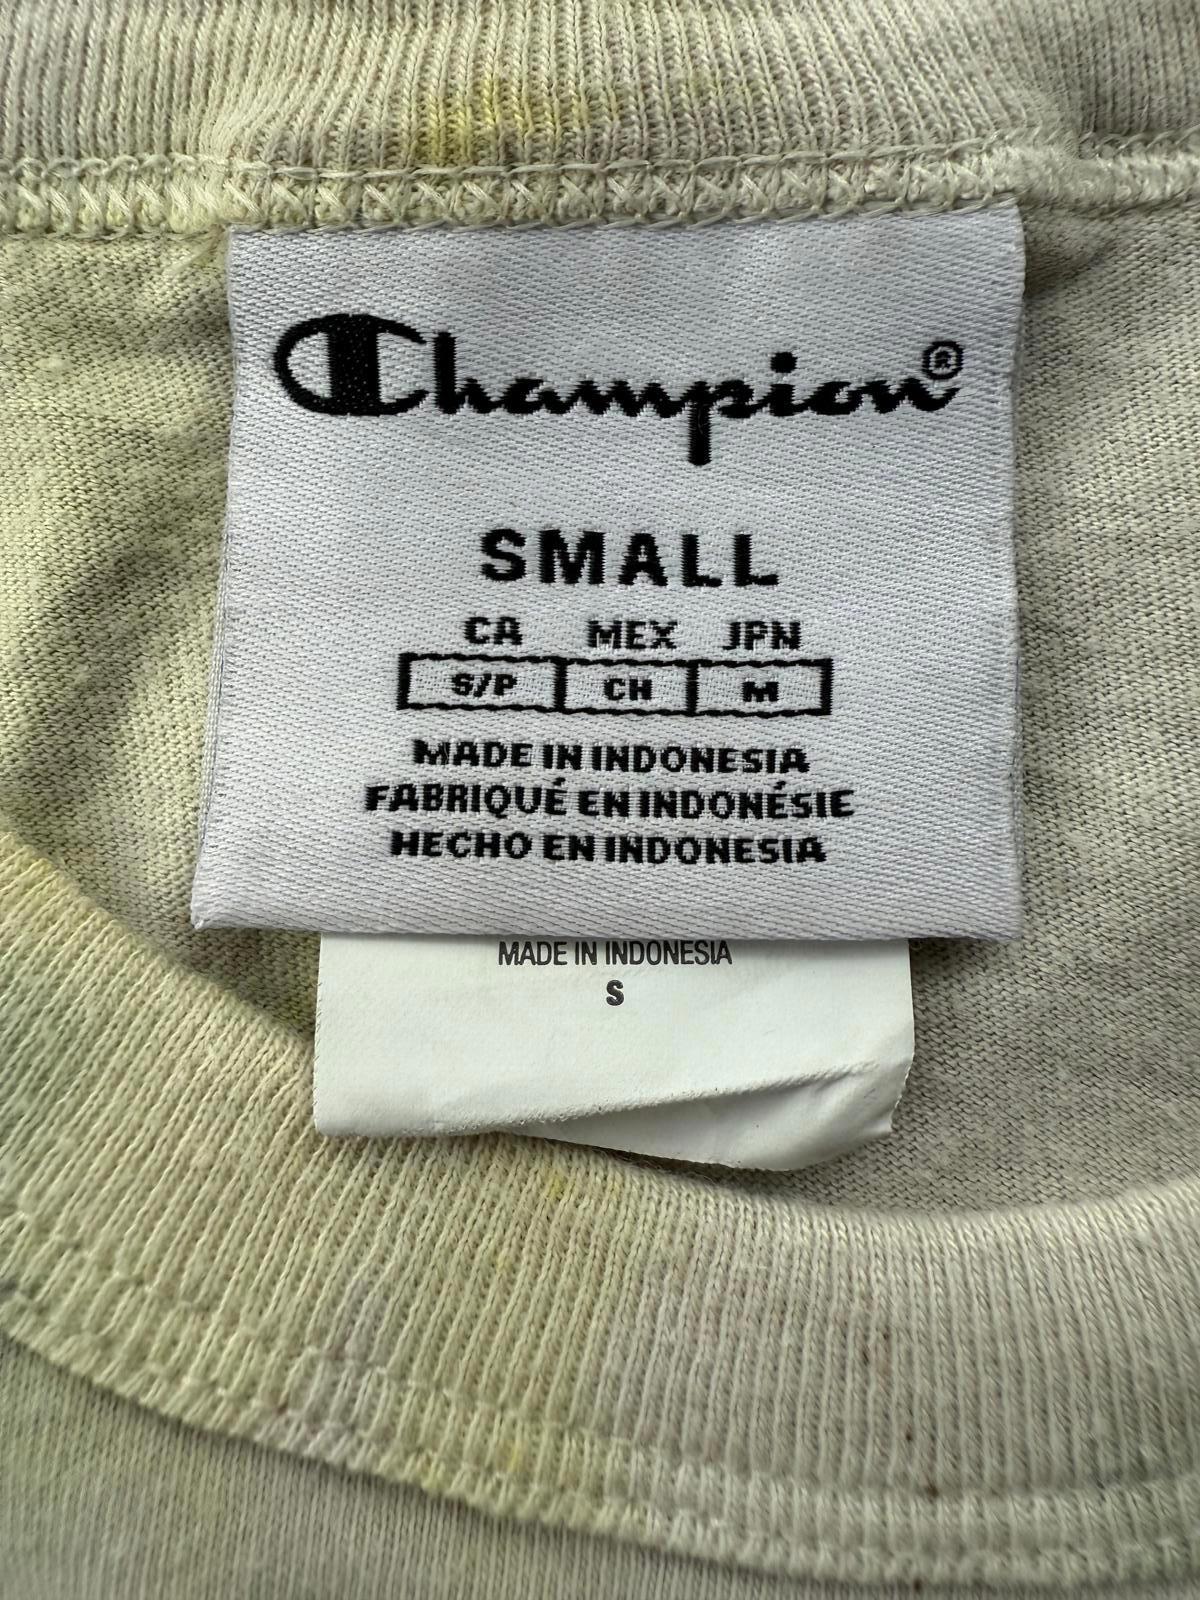 Champion®
SMALL
CA MEX JPN
S/P CH M
MADE IN INDONESIA
FABRIQUÉ EN INDONÉSIE
HECHO EN INDONESIA
MADE IN INDONESIA
S